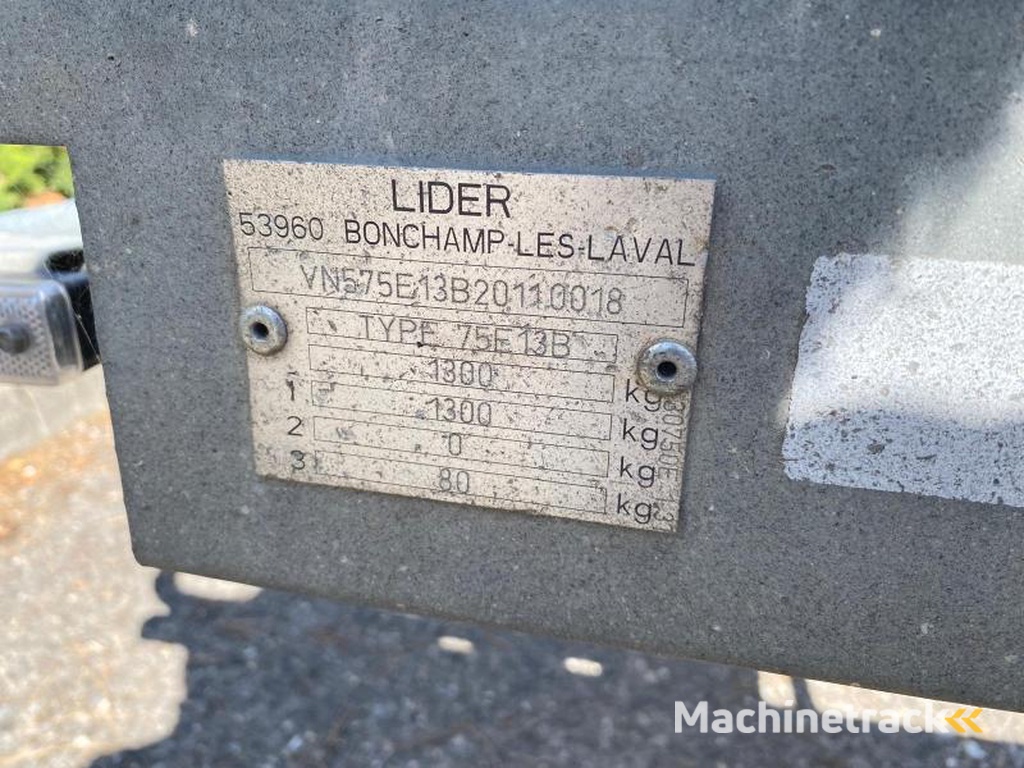 LIDER
53960 BONCHAMP-LES-LAVAL
VN575E13B20110018
TYPE 75E13B
1300 kg
1 1300 kg
2 0 kg
3 80 kg
Machinetrack